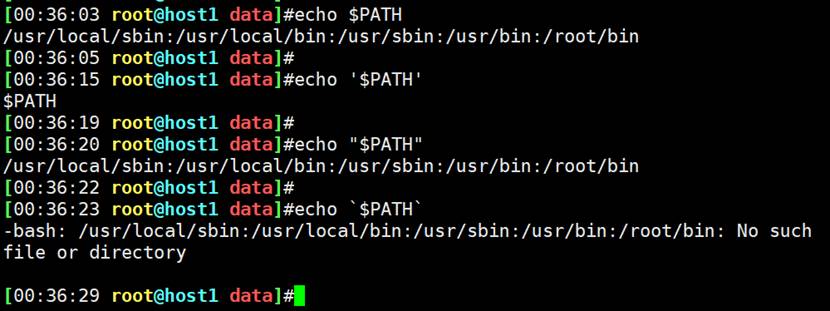 [00:36:03 root@host1 data]#echo $PATH
/usr/local/sbin:/usr/local/bin:/usr/sbin:/usr/bin:/root/bin
[00:36:05 root@host1 data]#
[00:36:15 root@host1 data]#echo '$PATH'
$PATH
[00:36:19 root@host1 data]#
[00:36:20 root@host1 data]#echo "$PATH"
/usr/local/sbin:/usr/local/bin:/usr/sbin:/usr/bin:/root/bin
[00:36:22 root@host1 data]#
[00:36:23 root@host1 data]#echo `$PATH`
-bash: /usr/local/sbin:/usr/local/bin:/usr/sbin:/usr/bin:/root/bin: No such
file or directory
[00:36:29 root@host1 data]#